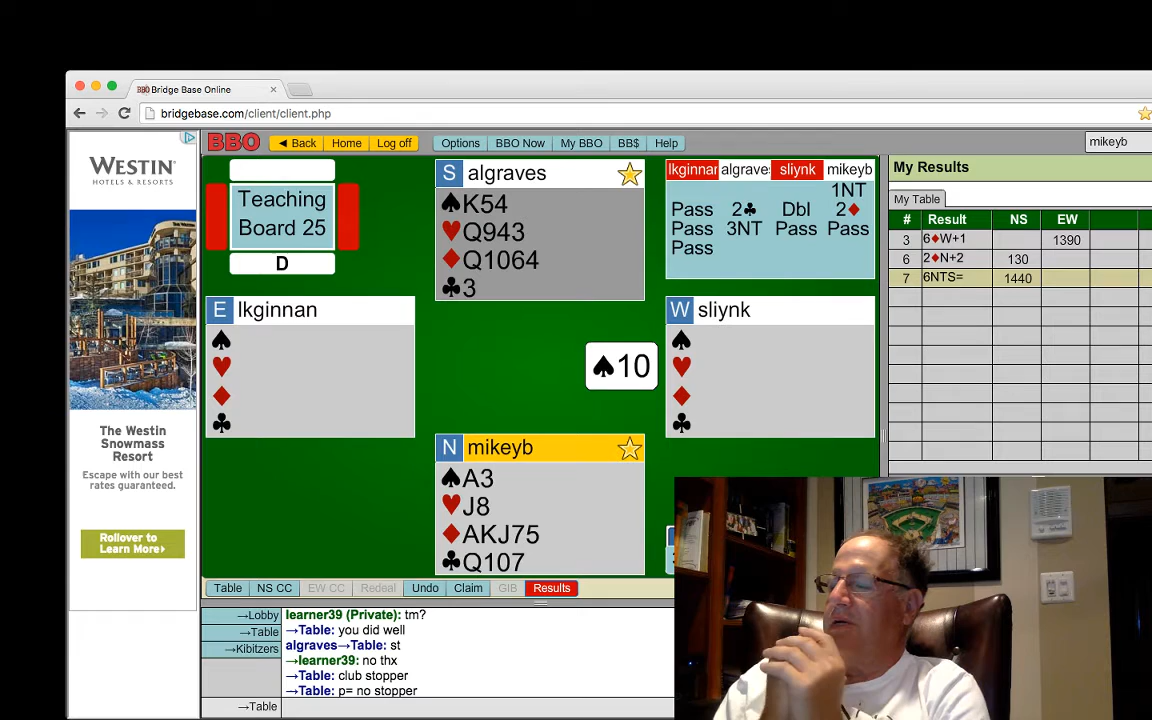 Bridge Base Online
bridgebase.com/client/client.php
BBO
Back Home Log off Options BBO Now My BBO BB$ Help
mikeyb
WESTIN
HOTELS & RESORTS
The Westin
Snowmass
Resort
Escape with our best
rates guaranteed.
Rollover to
Learn More
Teaching
Board 25
D
S algraves
♠K54
♥Q943
♦Q1064
♣3
lkginnan algraves sliynk mikeyb
1NT
Pass 2♣ Dbl 2♦
Pass 3NT Pass Pass
Pass
E lkginnan
♠
♥
♦
♣
♠10
W sliynk
♠
♥
♦
♣
N mikeyb
♠A3
♥J8
♦AKJ75
♣Q107
My Results
My Table
# Result NS EW
3 6♦W+1 1390
6 2♦N+2 130
7 6NTS= 1440
Table NS CC EW CC Redeal Undo Claim GIB Results
→Lobby
→Table
→Kibitzers
learner39 (Private): tm?
→Table: you did well
algraves→Table: st
→learner39: no thx
→Table: club stopper
→Table: p= no stopper
→Table